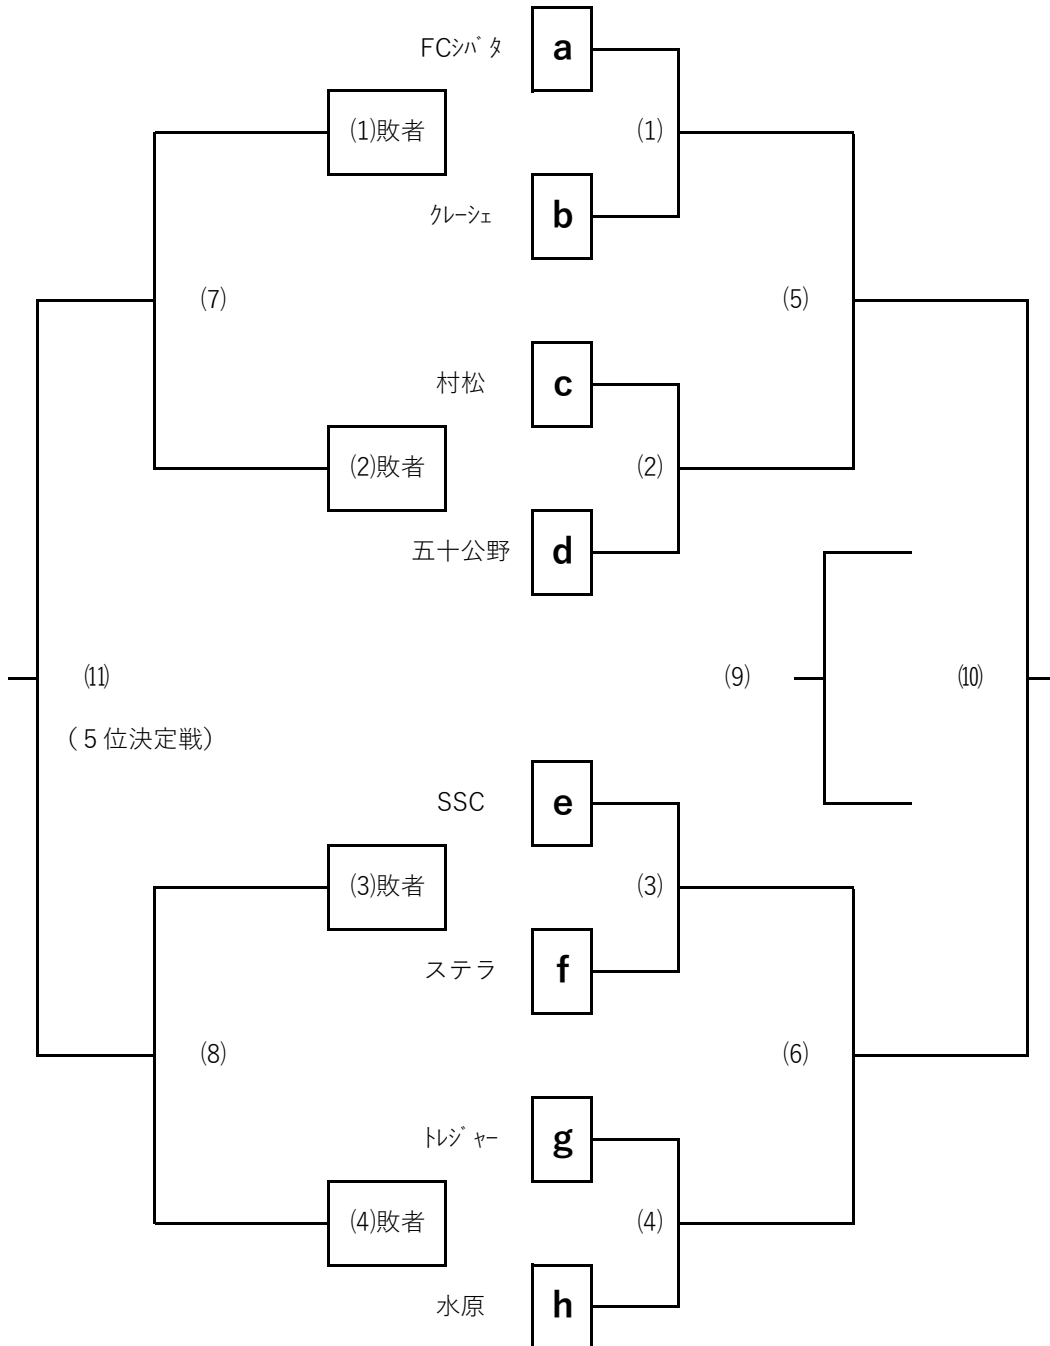 FCｼﾊﾞﾀ a
⑴敗者 ⑴
ｸﾚｰｼｪ b
⑺ ⑸
村松 c
⑵敗者 ⑵
五十公野 d
⑾ ⑼ ⑽
（５位決定戦）
SSC e
⑶敗者 ⑶
ステラ f
⑻ ⑹
ﾄﾚｼﾞｬｰ g
⑷敗者 ⑷
水原 h